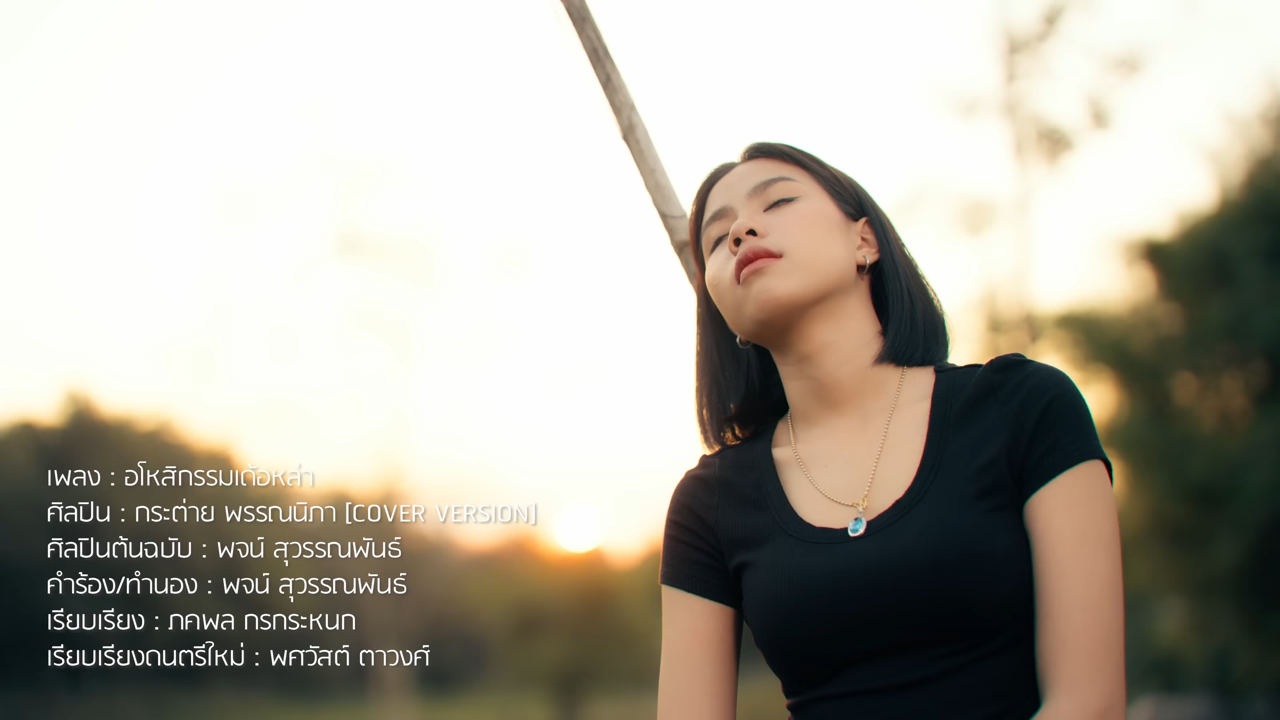 เพลง : อโหสิกรรมเด้อหล่า
ศิลปิน : กระต่าย พรรณนิภา [COVER VERSION]
ศิลปินต้นฉบับ : พจน์ สุวรรณพันธ์
คำร้อง/ทำนอง : พจน์ สุวรรณพันธ์
เรียบเรียง : ภคพล กรกระหนก
เรียบเรียงดนตรีใหม่ : พศวัสต์ ตาวงศ์